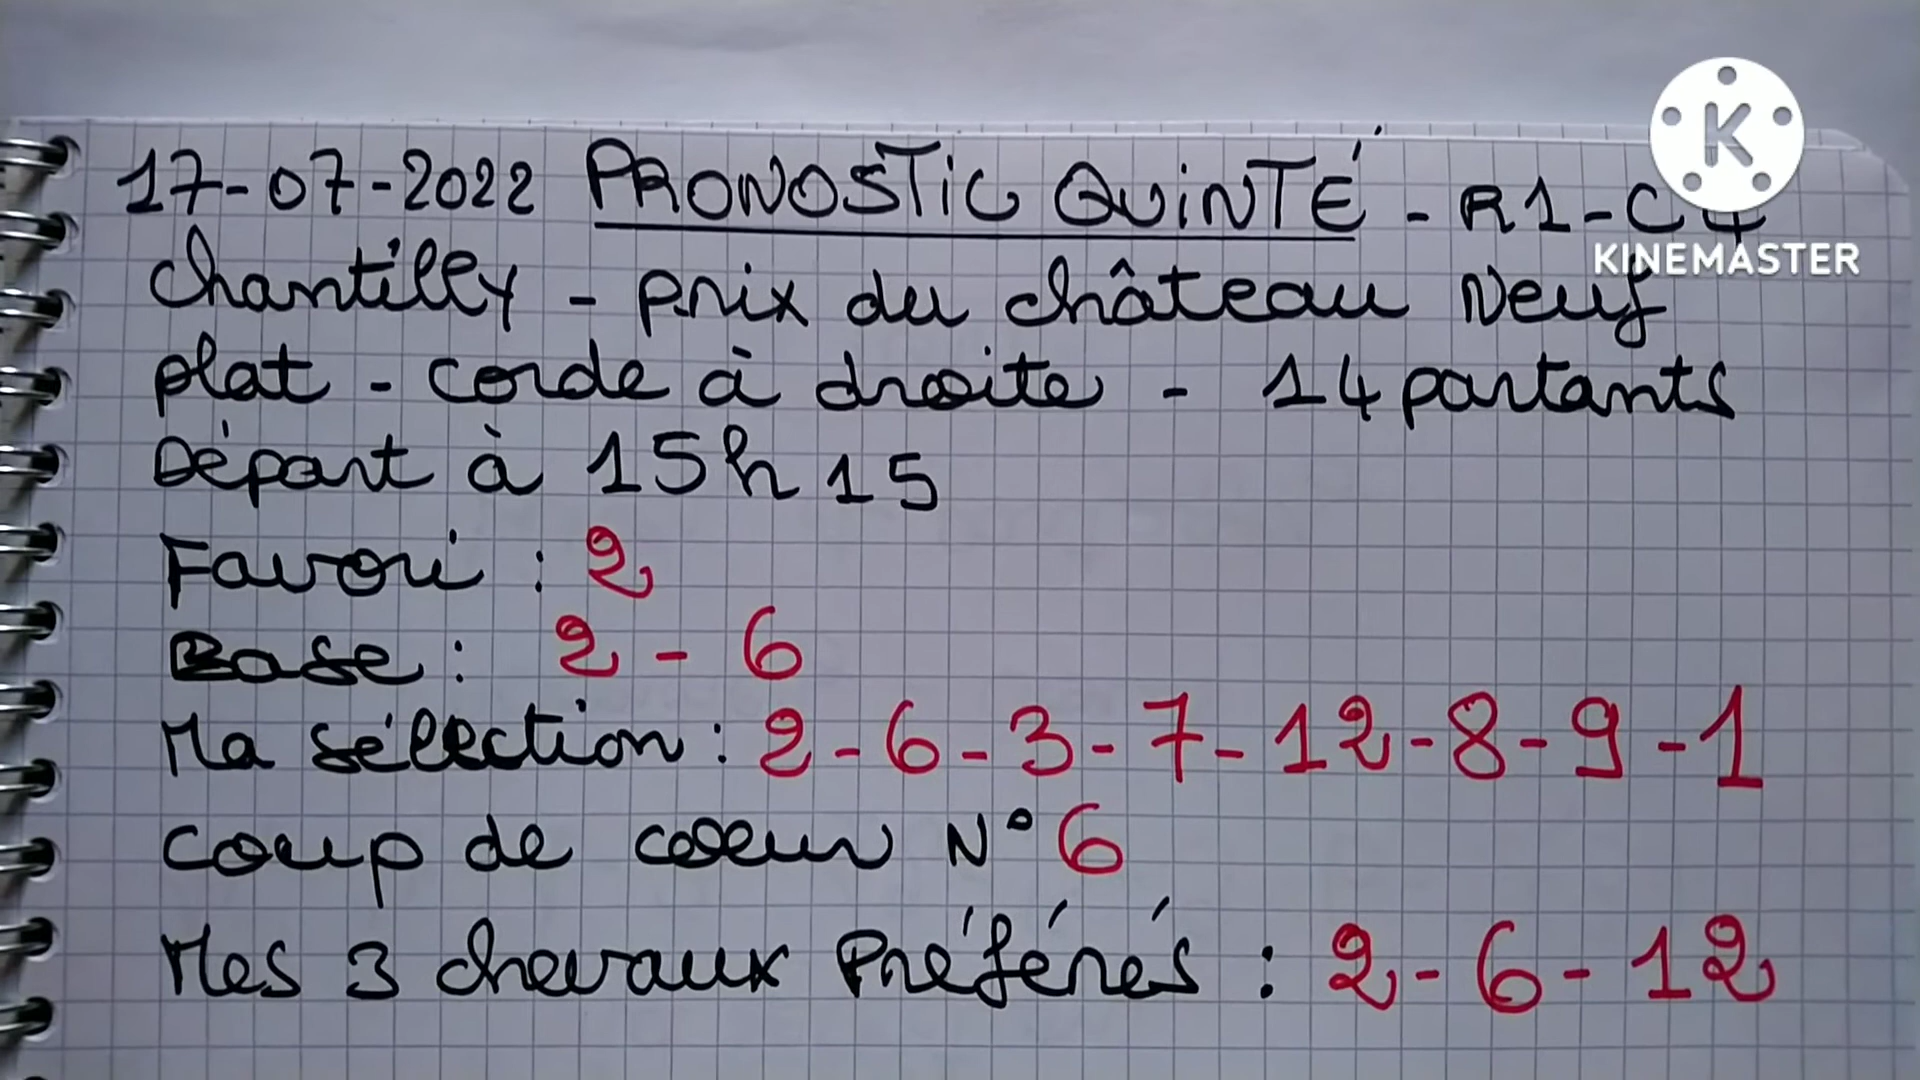 17-07-2022 PRONOSTiC QUiNTÉ - R1-C4
K
KINEMASTER
Chantilly - prix du château Neuf
plat - corde à droite - 14 partants
Départ à 15h15
Favori : 2
Base : 2 - 6
Ma sélection : 2 - 6 - 3 - 7 - 12 - 8 - 9 - 1
coup de coeur N° 6
Mes 3 chevaux Préférés : 2 - 6 - 12